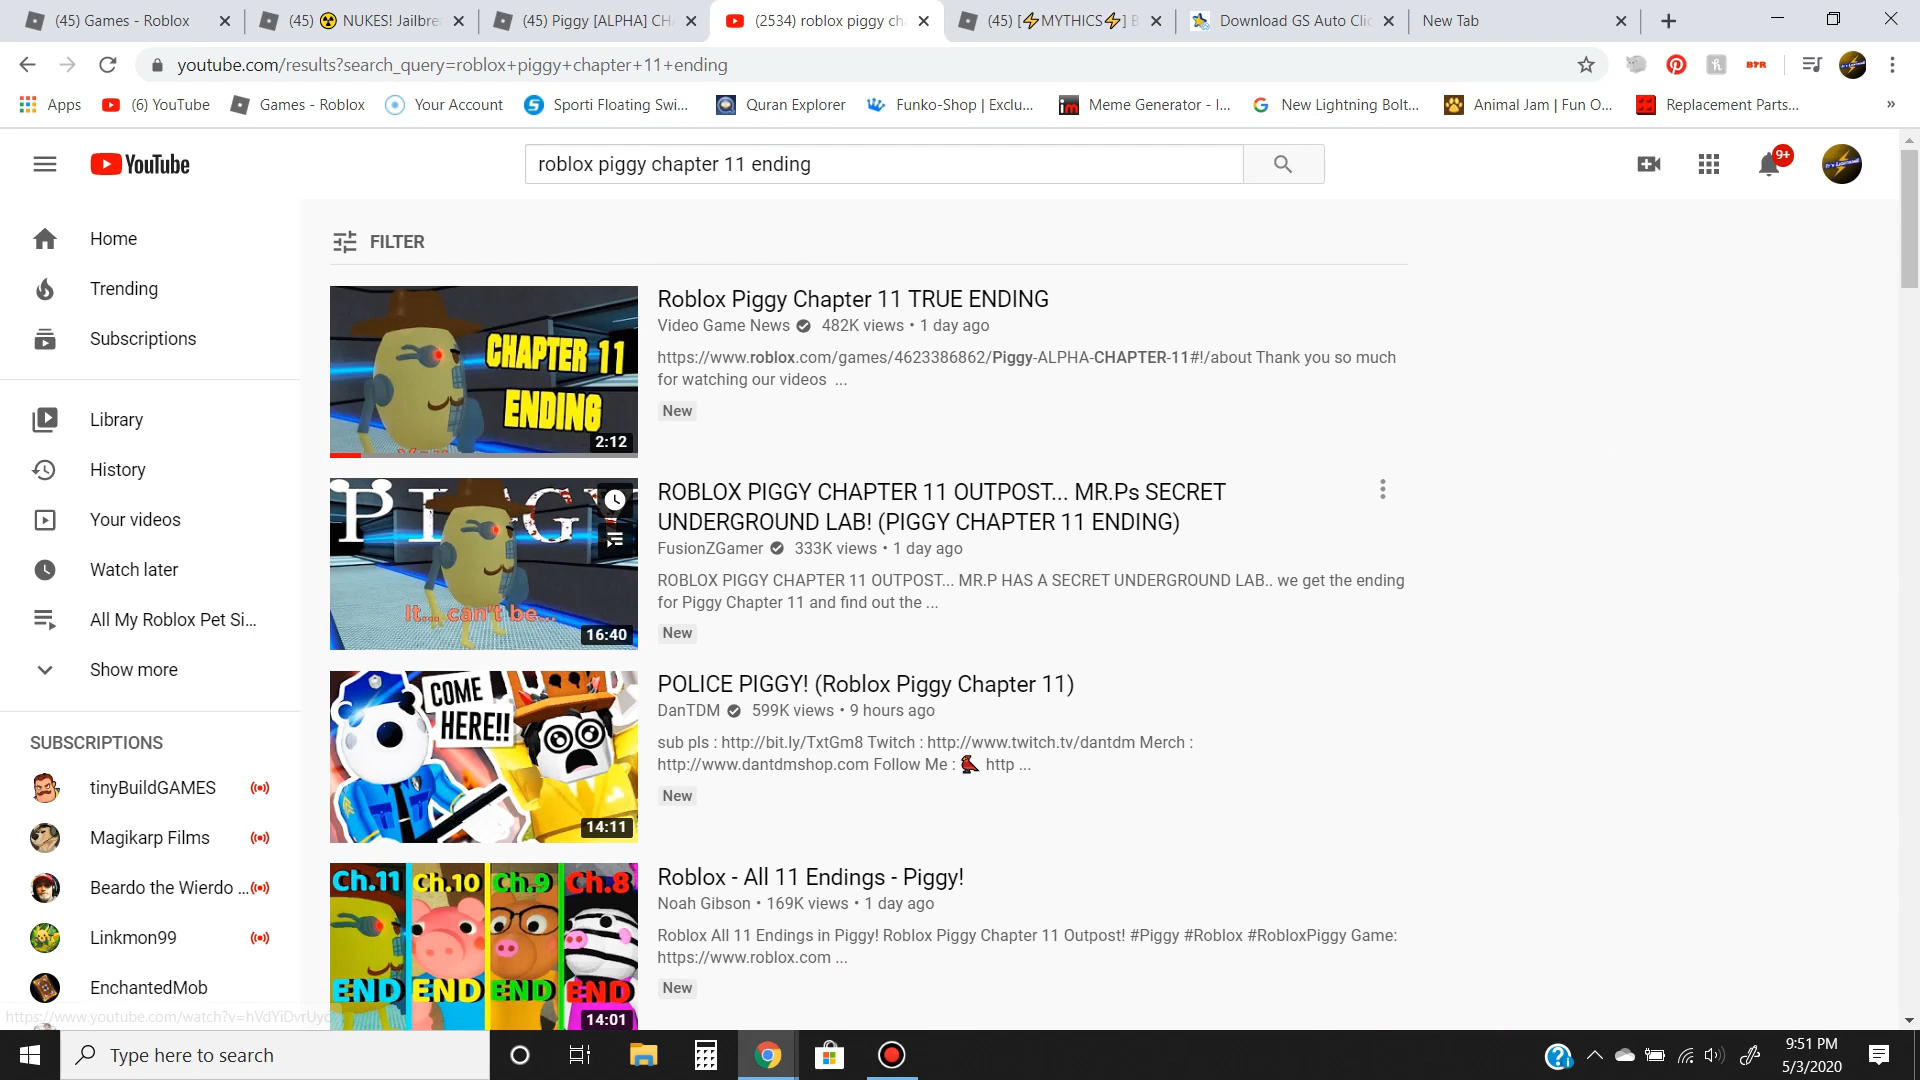 (45) Games - Roblox
(45) ☢ NUKES! Jailbre
(45) Piggy [ALPHA] CH
(2534) roblox piggy ch
(45) [⚡MYTHICS⚡] B
Download GS Auto Clic
New Tab
youtube.com/results?search_query=roblox+piggy+chapter+11+ending
BTR
Apps
(6) YouTube
Games - Roblox
Your Account
Sporti Floating Swi...
Quran Explorer
Funko-Shop | Exclu...
Meme Generator - I...
New Lightning Bolt...
Animal Jam | Fun O...
Replacement Parts...
»
YouTube
roblox piggy chapter 11 ending
9+
Home
Trending
Subscriptions
Library
History
Your videos
Watch later
All My Roblox Pet Si...
Show more
SUBSCRIPTIONS
tinyBuildGAMES
Magikarp Films
Beardo the Wierdo ...
Linkmon99
EnchantedMob
https://www.youtube.com/watch?v=hVdYiDvrUyc
FILTER
CHAPTER 11
ENDING
2:12
Roblox Piggy Chapter 11 TRUE ENDING
Video Game News 482K views • 1 day ago
https://www.roblox.com/games/4623386862/Piggy-ALPHA-CHAPTER-11#!/about Thank you so much
for watching our videos ...
New
PIGG
It... can't be...
16:40
ROBLOX PIGGY CHAPTER 11 OUTPOST... MR.Ps SECRET
UNDERGROUND LAB! (PIGGY CHAPTER 11 ENDING)
FusionZGamer 333K views • 1 day ago
ROBLOX PIGGY CHAPTER 11 OUTPOST... MR.P HAS A SECRET UNDERGROUND LAB.. we get the ending
for Piggy Chapter 11 and find out the ...
New
COME
HERE!!
14:11
POLICE PIGGY! (Roblox Piggy Chapter 11)
DanTDM 599K views • 9 hours ago
sub pls : http://bit.ly/TxtGm8 Twitch : http://www.twitch.tv/dantdm Merch :
http://www.dantdmshop.com Follow Me : http ...
New
Ch.11 Ch.10 Ch.9 Ch.8
END END END END
14:01
Roblox - All 11 Endings - Piggy!
Noah Gibson • 169K views • 1 day ago
Roblox All 11 Endings in Piggy! Roblox Piggy Chapter 11 Outpost! #Piggy #Roblox #RobloxPiggy Game:
https://www.roblox.com ...
New
Type here to search
9:51 PM
5/3/2020